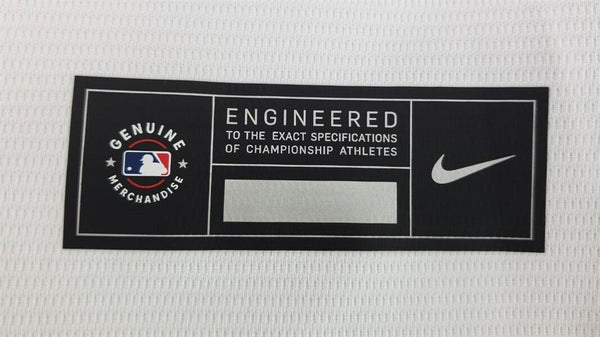 GENUINE
MERCHANDISE
ENGINEERED
TO THE EXACT SPECIFICATIONS
OF CHAMPIONSHIP ATHLETES